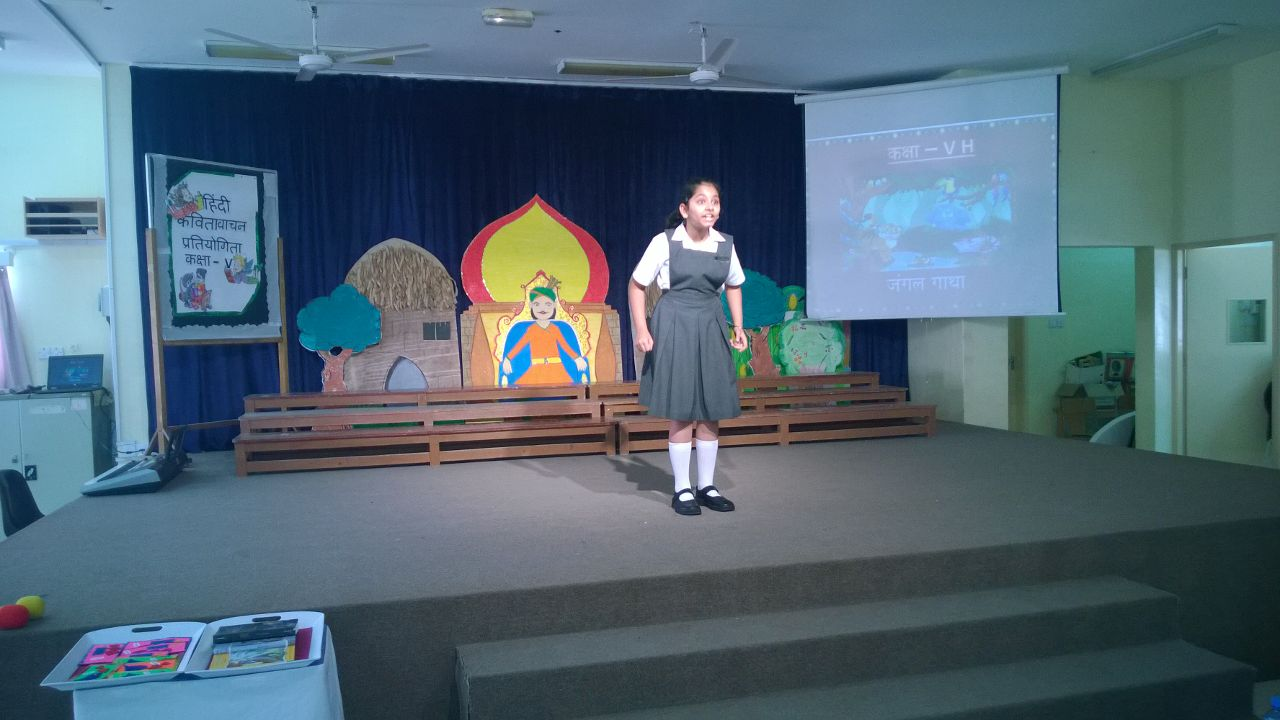 हिंदी
कवितावाचन
प्रतियोगिता
कक्षा - V
कक्षा – V H
जंगल गाथा